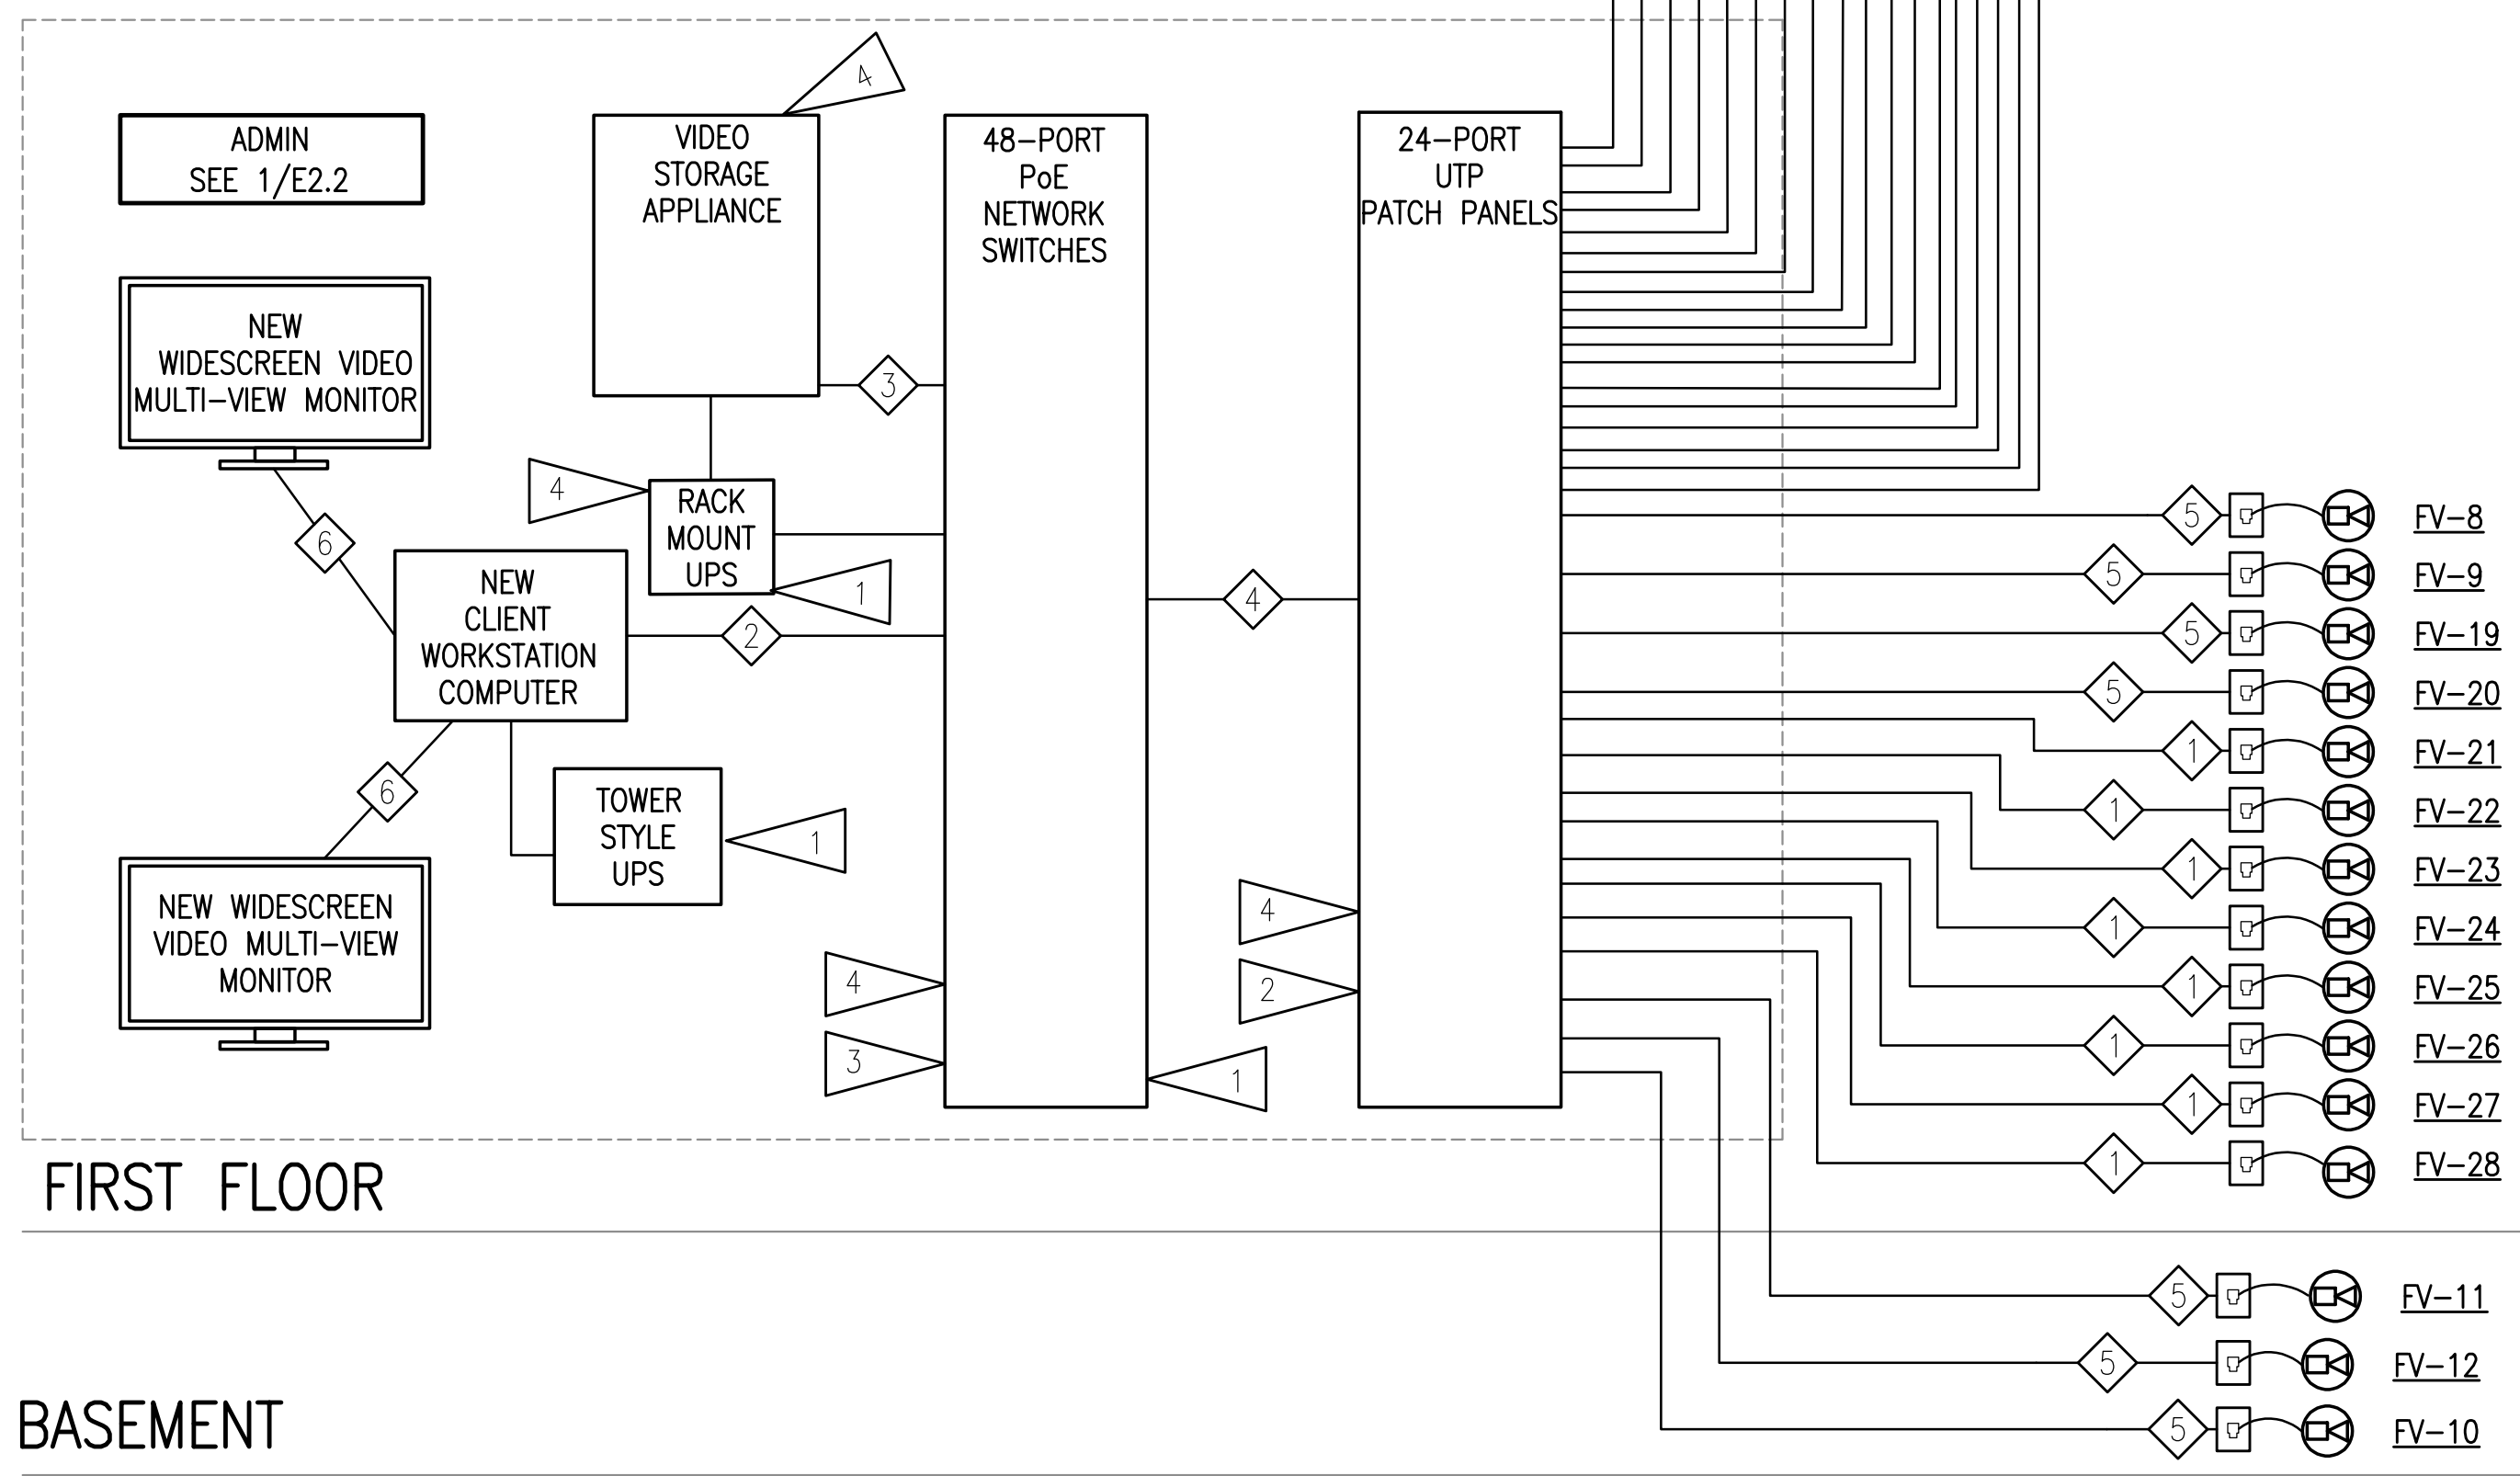 ADMIN
SEE 1/E2.2
NEW
WIDESCREEN VIDEO
MULTI-VIEW MONITOR
6
NEW
CLIENT
WORKSTATION
COMPUTER
6
NEW WIDESCREEN
VIDEO MULTI-VIEW
MONITOR
VIDEO
STORAGE
APPLIANCE
4
3
4
RACK
MOUNT
UPS
1
2
TOWER
STYLE
UPS
1
48-PORT
PoE
NETWORK
SWITCHES
4
3
1
4
24-PORT
UTP
PATCH PANELS
4
2
5
FV-8
5
FV-9
5
FV-19
5
FV-20
1
FV-21
1
FV-22
1
FV-23
1
FV-24
1
FV-25
1
FV-26
1
FV-27
1
FV-28
FIRST FLOOR
5
FV-11
5
FV-12
5
FV-10
BASEMENT